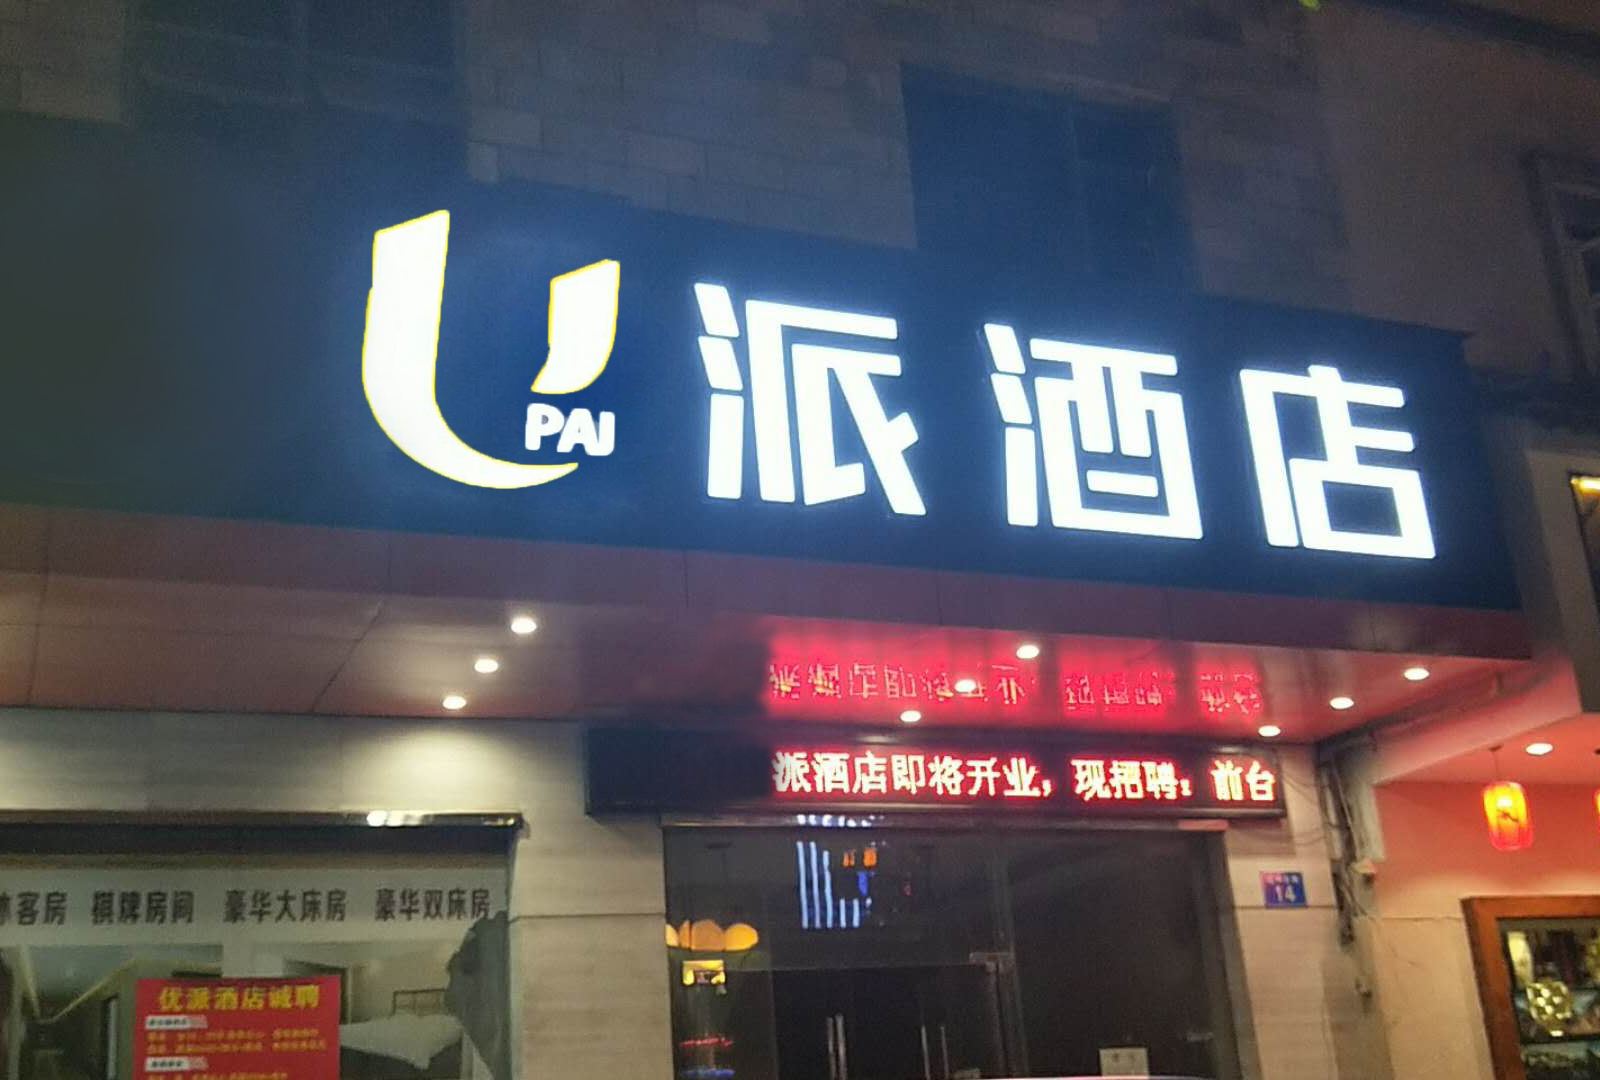 U派酒店
PAI
派酒店即将开业，现招聘：前台
14
客房 棋牌房间 豪华大床房 豪华双床房
优派酒店诚聘